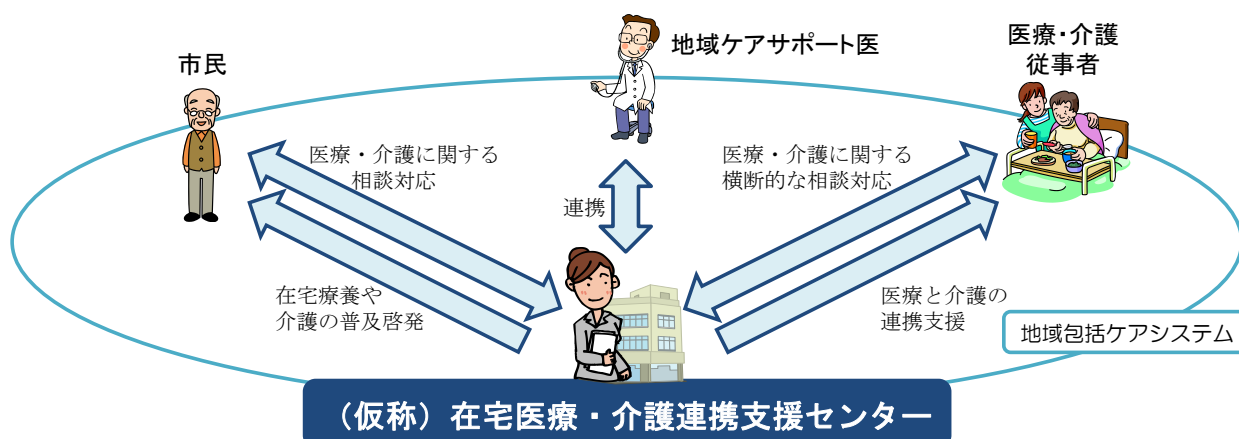 市民
地域ケアサポート医
医療・介護
従事者
医療・介護に関する
相談対応
連携
医療・介護に関する
横断的な相談対応
在宅療養や
介護の普及啓発
医療と介護の
連携支援
地域包括ケアシステム
（仮称）在宅医療・介護連携支援センター